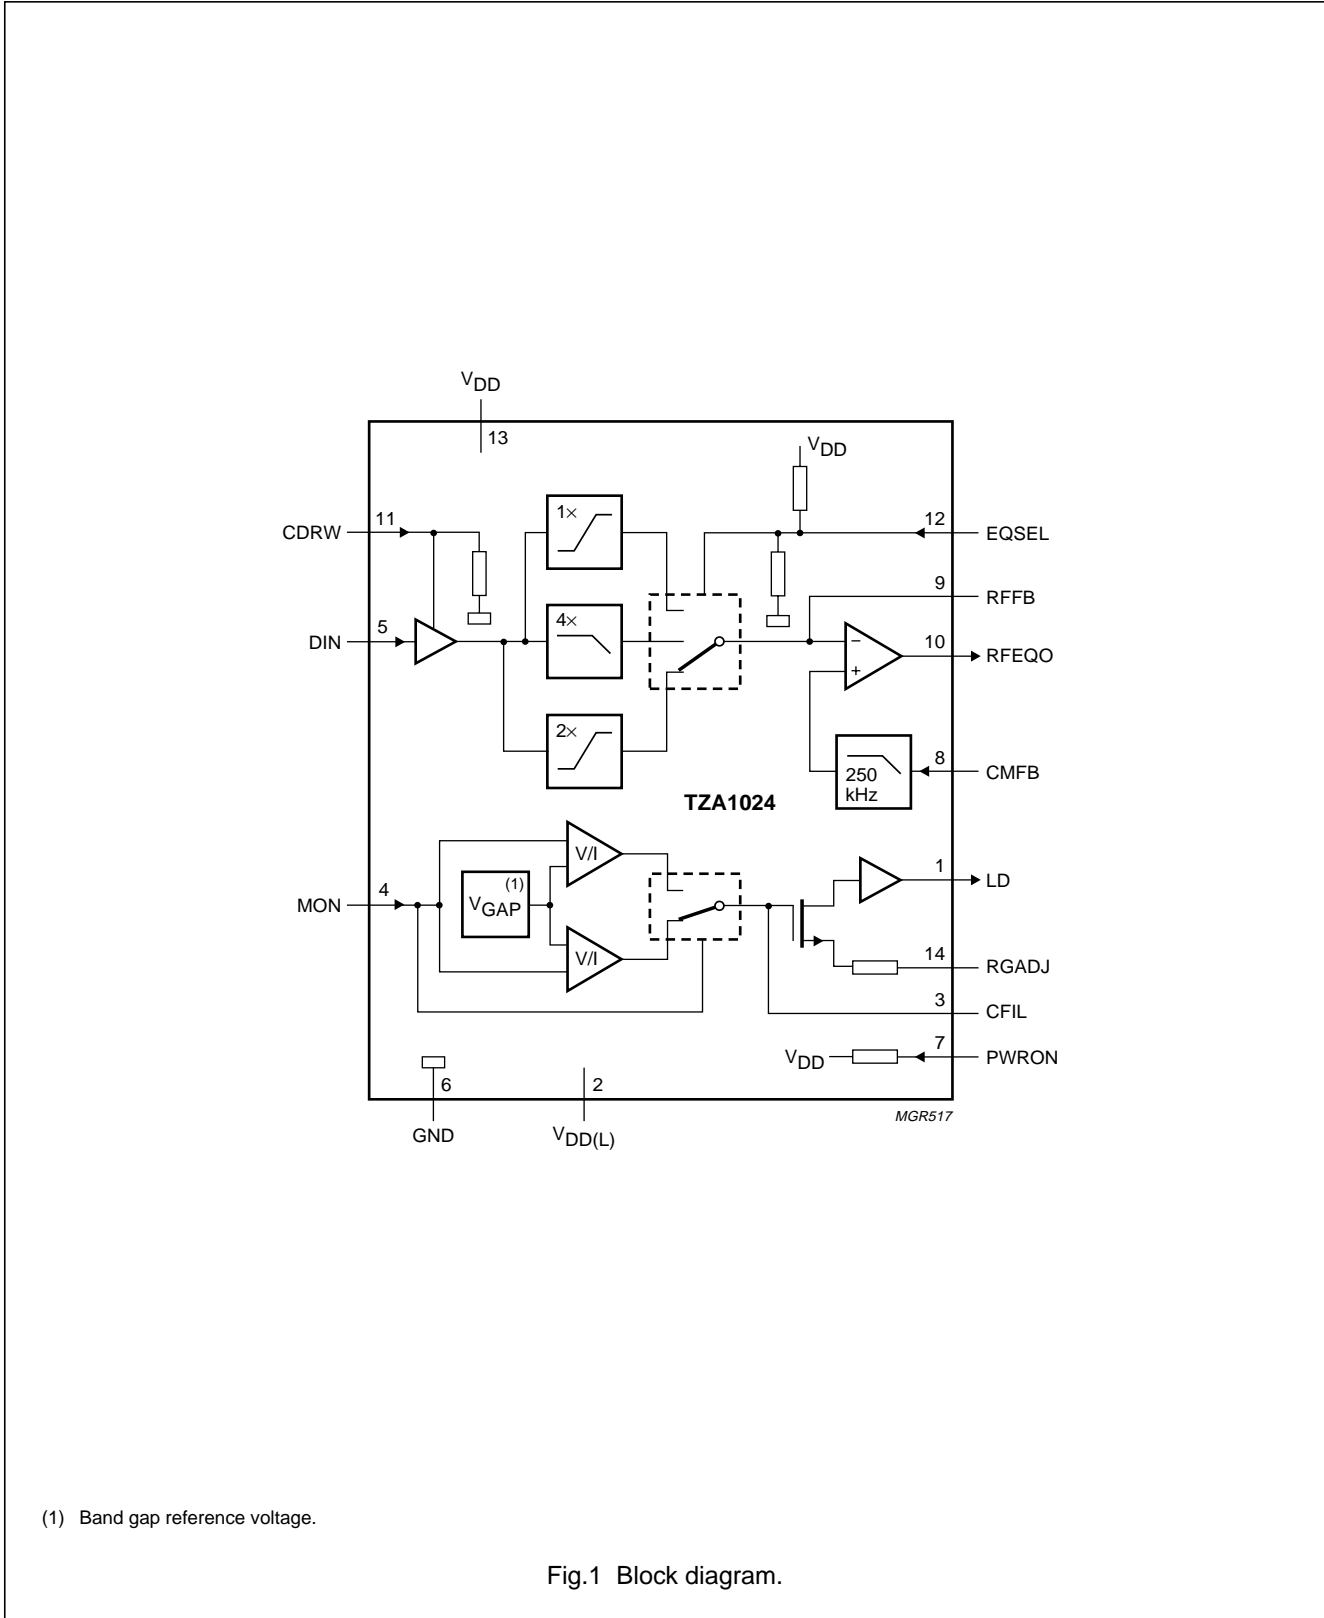 VDD
13
VDD
1×
CDRW
11
12
EQSEL
9
RFFB
DIN
5
4×
−
10
RFEQO
+
2×
8
CMFB
250
kHz
TZA1024
V/I
1
LD
(1)
MON
4
VGAP
V/I
14
RGADJ
3
CFIL
7
VDD
PWRON
6
2
MGR517
GND
VDD(L)
(1) Band gap reference voltage.
Fig.1 Block diagram.